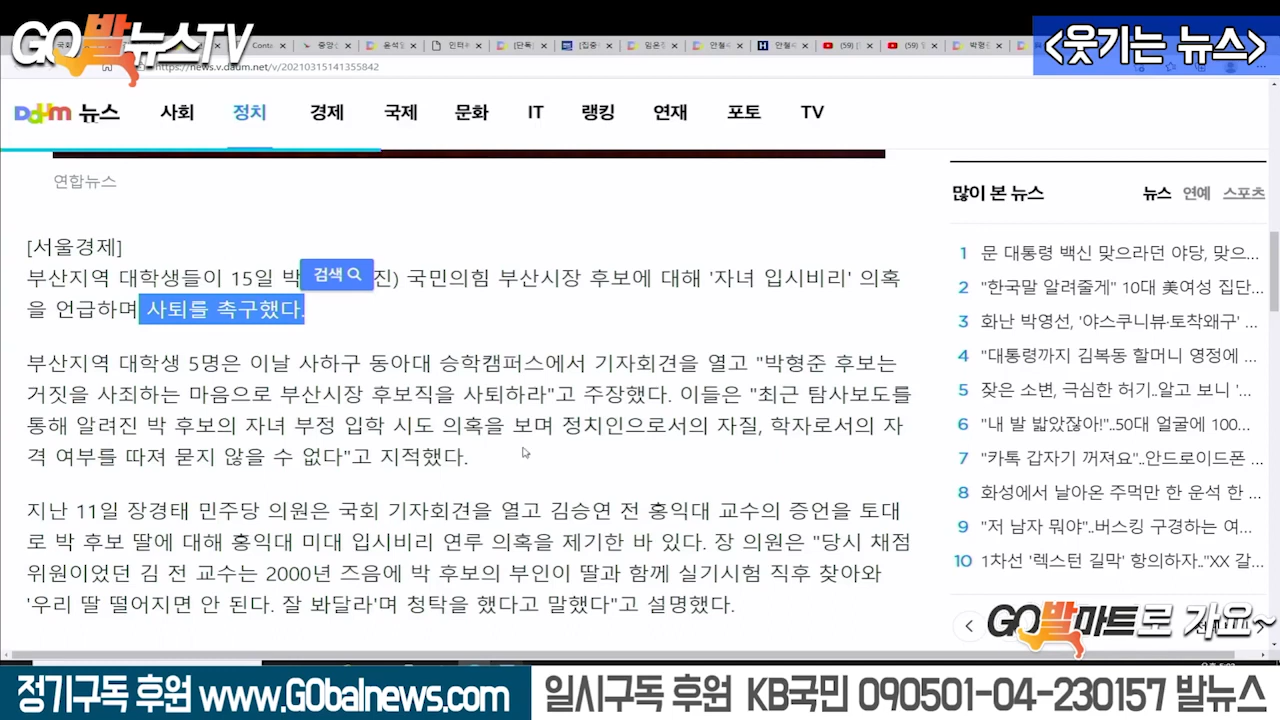 GO발뉴스TV
<웃기는 뉴스>
https://news.v.daum.net/v/20210315141355842
Daum 뉴스 사회 정치 경제 국제 문화 IT 랭킹 연재 포토 TV
연합뉴스
[서울경제]
부산지역 대학생들이 15일 박 검색 진) 국민의힘 부산시장 후보에 대해 '자녀 입시비리' 의혹
을 언급하며 사퇴를 촉구했다.
부산지역 대학생 5명은 이날 사하구 동아대 승학캠퍼스에서 기자회견을 열고 "박형준 후보는
거짓을 사죄하는 마음으로 부산시장 후보직을 사퇴하라"고 주장했다. 이들은 "최근 탐사보도를
통해 알려진 박 후보의 자녀 부정 입학 시도 의혹을 보며 정치인으로서의 자질, 학자로서의 자
격 여부를 따져 묻지 않을 수 없다"고 지적했다.
지난 11일 장경태 민주당 의원은 국회 기자회견을 열고 김승연 전 홍익대 교수의 증언을 토대
로 박 후보 딸에 대해 홍익대 미대 입시비리 연루 의혹을 제기한 바 있다. 장 의원은 "당시 채점
위원이었던 김 전 교수는 2000년 즈음에 박 후보의 부인이 딸과 함께 실기시험 직후 찾아와
'우리 딸 떨어지면 안 된다. 잘 봐달라'며 청탁을 했다고 말했다"고 설명했다.
많이 본 뉴스 뉴스 연예 스포츠
1 문 대통령 백신 맞으라던 야당, 맞으...
2 "한국말 알려줄게" 10대 美여성 집단...
3 화난 박영선, '야스쿠니뷰·토착왜구' ...
4 "대통령까지 김복동 할머니 영정에 ...
5 잦은 소변, 극심한 허기..알고 보니 '...
6 "내 발 밟았잖아!"..50대 얼굴에 100...
7 "카톡 갑자기 꺼져요"..안드로이드폰 ...
8 화성에서 날아온 주먹만 한 운석 한 ...
9 "저 남자 뭐야"..버스킹 구경하는 여...
10 1차선 '렉스턴 길막' 항의하자.."XX 갈...
GO발마트로 가요~
정기구독 후원 www.GObalnews.com 일시구독 후원 KB국민 090501-04-230157 발뉴스